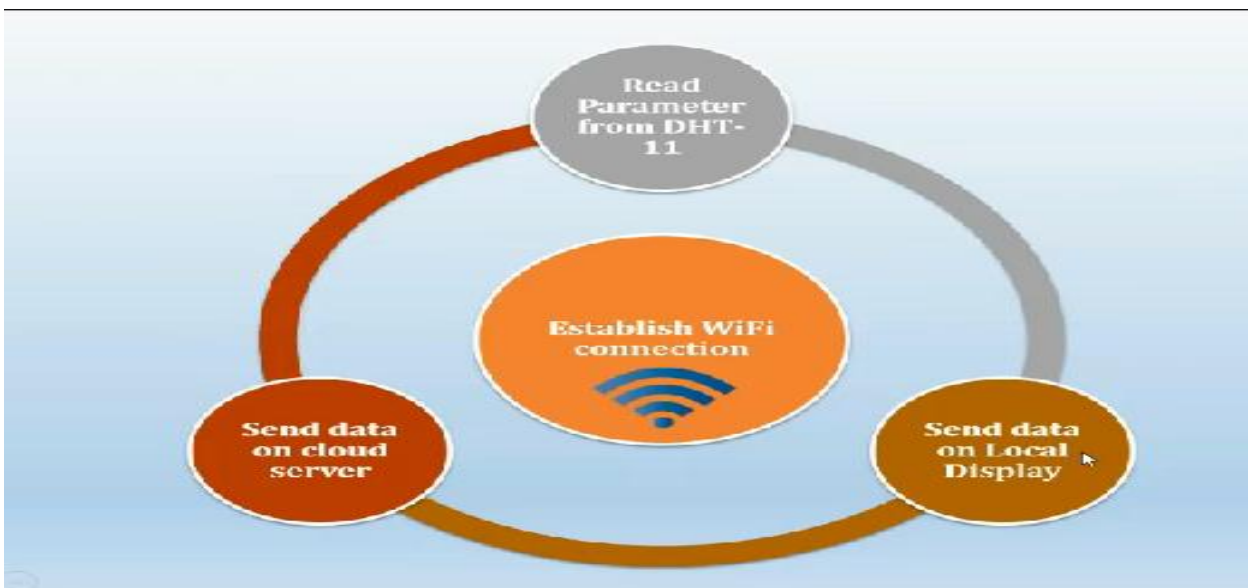 Read
Parameter
from DHT-
11
Establish WiFi
connection
Send data
on cloud
server
Send data
on Local
Display